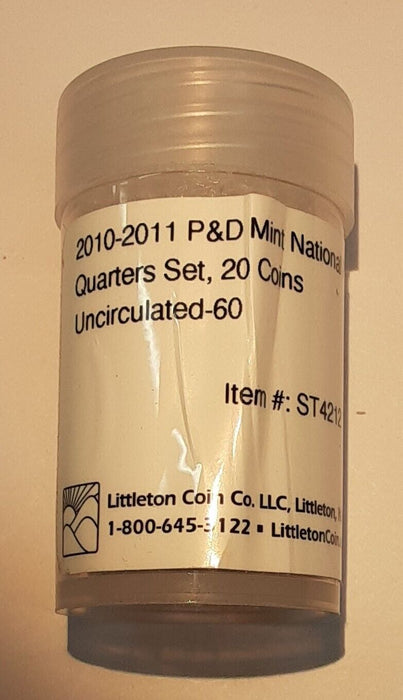 2010-2011 P&D Mint National
Quarters Set, 20 Coins
Uncirculated-60
Item #: ST4212
Littleton Coin Co. LLC, Littleton,
1-800-645-3122 ▪ LittletonCoin